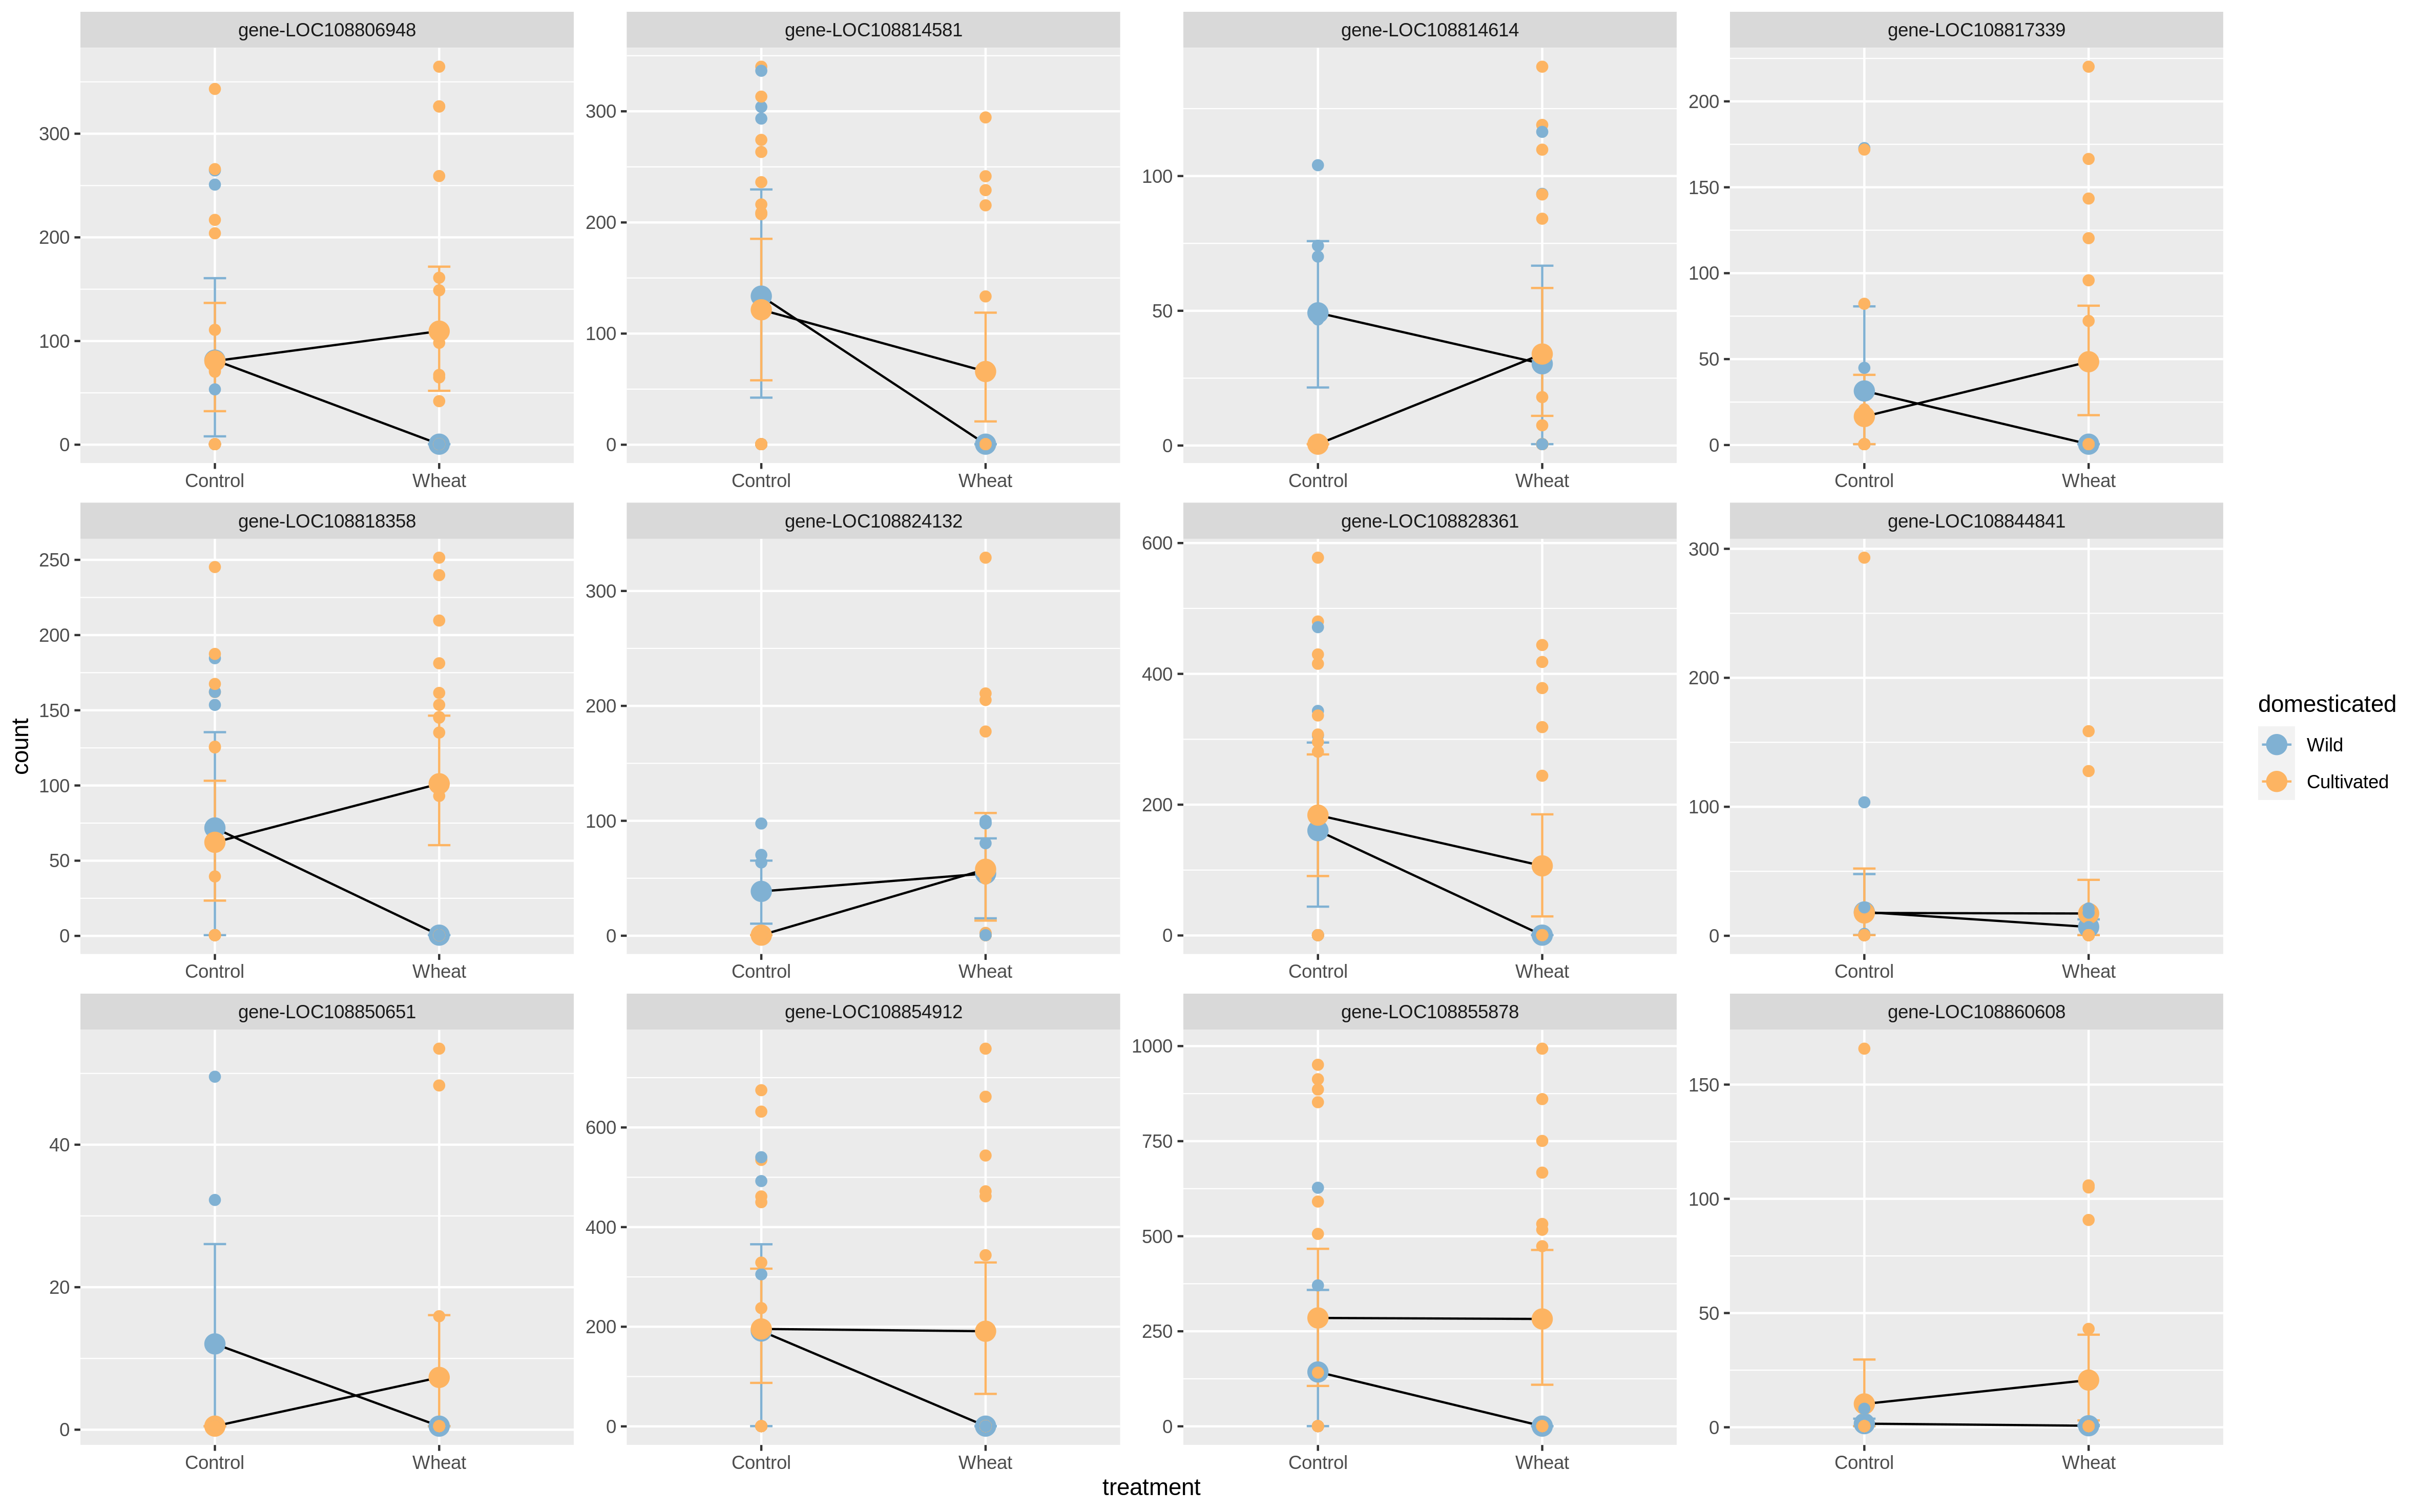 gene-LOC108806948
gene-LOC108814581
gene-LOC108814614
gene-LOC108817339
300
200
100
0
Control
Wheat
300
200
100
0
Control
Wheat
100
50
0
Control
Wheat
200
150
100
50
0
Control
Wheat
gene-LOC108818358
gene-LOC108824132
gene-LOC108828361
gene-LOC108844841
250
200
150
100
50
0
Control
Wheat
300
200
100
0
Control
Wheat
600
400
200
0
Control
Wheat
300
200
100
0
Control
Wheat
gene-LOC108850651
gene-LOC108854912
gene-LOC108855878
gene-LOC108860608
40
20
0
Control
Wheat
600
400
200
0
Control
Wheat
1000
750
500
250
0
Control
Wheat
150
100
50
0
Control
Wheat
count
treatment
domesticated
Wild
Cultivated